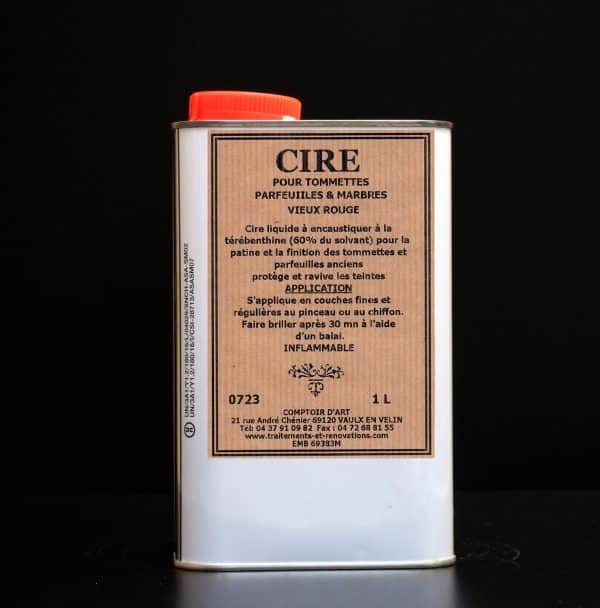 CIRE
POUR TOMMETTES
PARFEUIILES & MARBRES
VIEUX ROUGE
Cire liquide à encaustiquer à la
térébenthine (60% du solvant) pour la
patine et la finition des tommettes et
parfeuilles anciens
protège et ravive les teintes
APPLICATION
S'applique en couches fines et
régulières au pinceau ou au chiffon.
Faire briller après 30 mn à l'aide
d'un balai.
INFLAMMABLE
0723 1 L
COMPTOIR D'ART
21 rue André Chénier 69120 VAULX EN VELIN
Tél: 04 37 91 09 82 Fax : 04 72 68 81 55
www.traitements-et-renovations.com
EMB 69383M